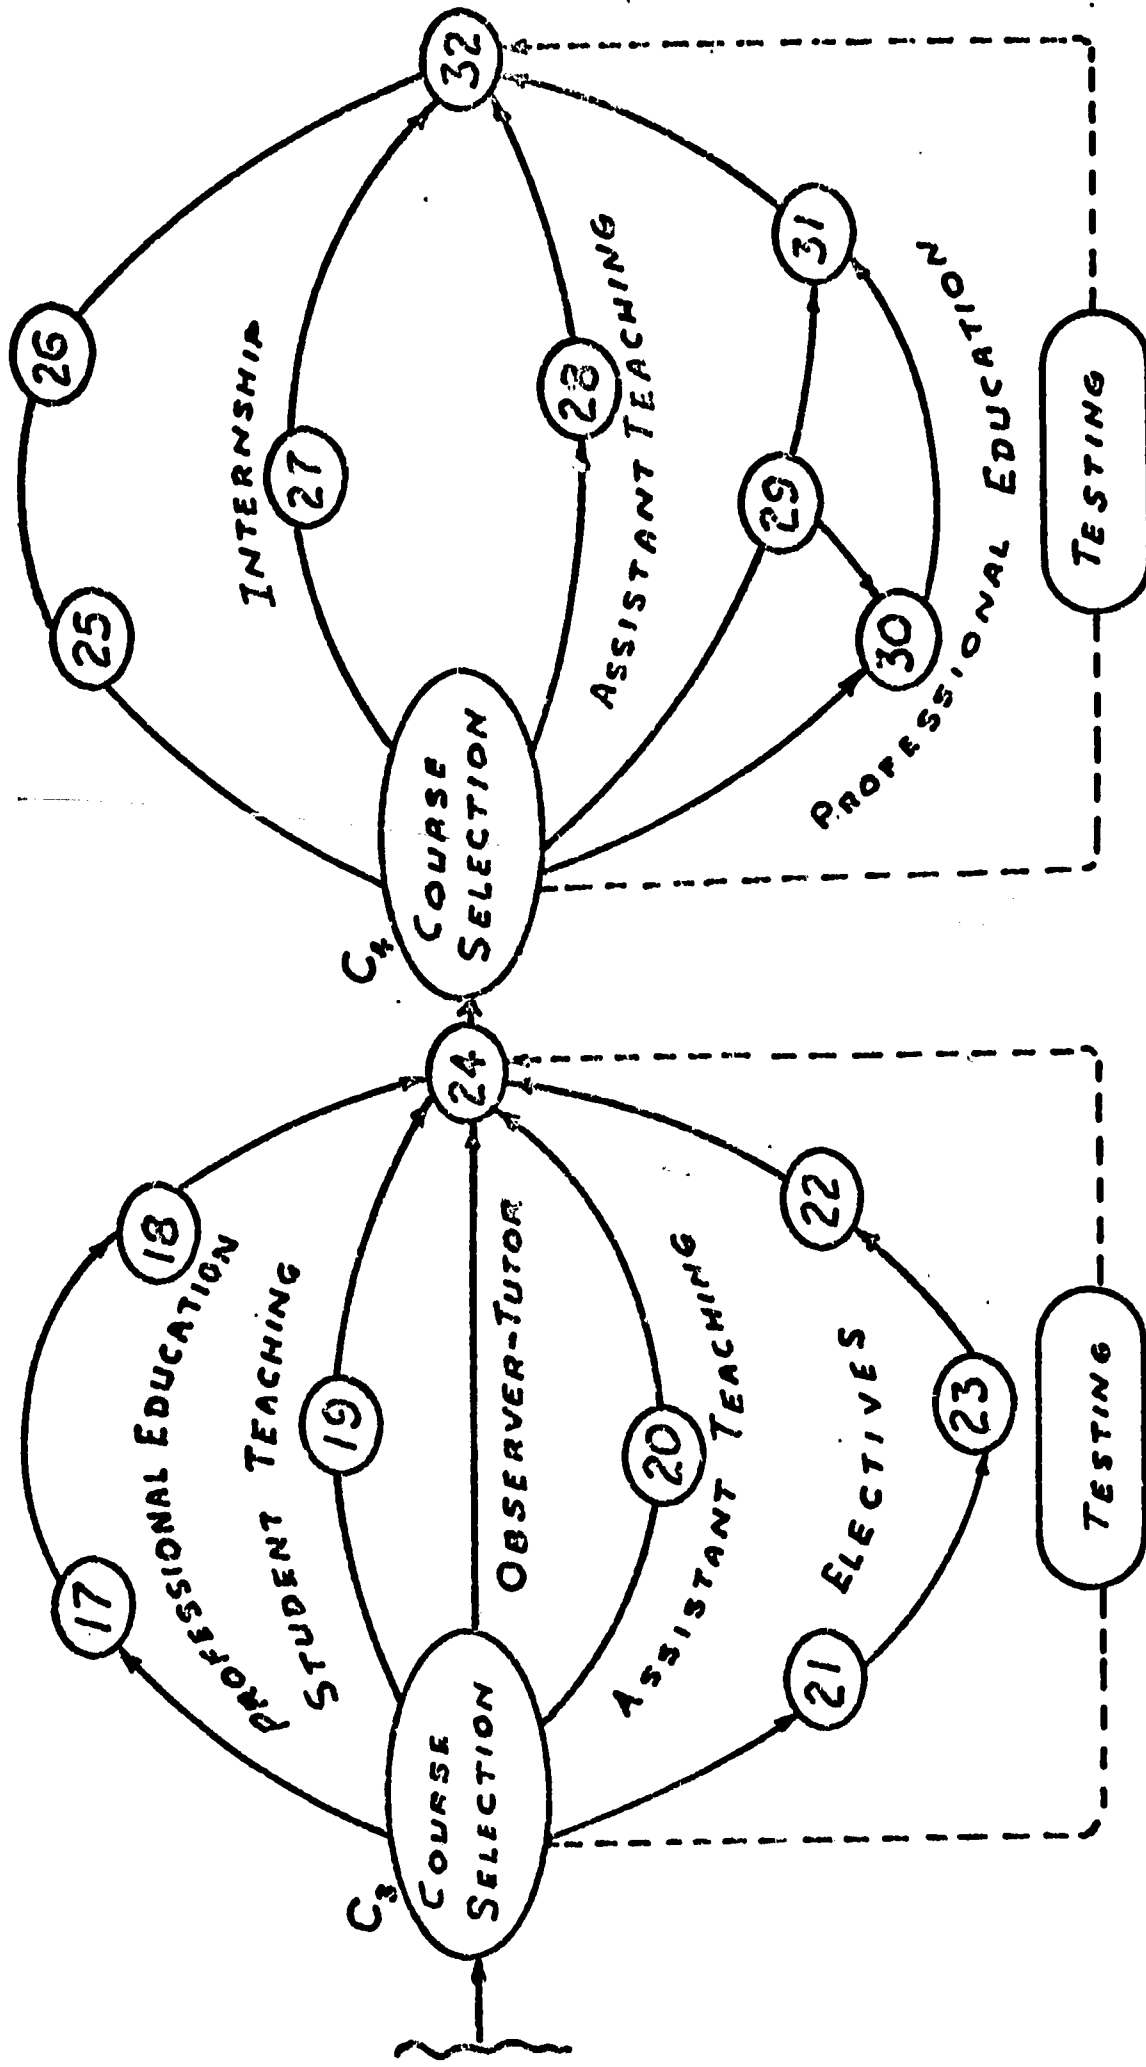 C3
COURSE
SELECTION
17
18
PROFESSIONAL EDUCATION
STUDENT TEACHING
19
OBSERVER-TUTOR
20
ASSISTANT TEACHING
21
ELECTIVES
22
23
24
TESTING
C4
COURSE
SELECTION
25
26
INTERNSHIP
27
28
ASSISTANT TEACHING
29
30
31
PROFESSIONAL EDUCATION
32
TESTING